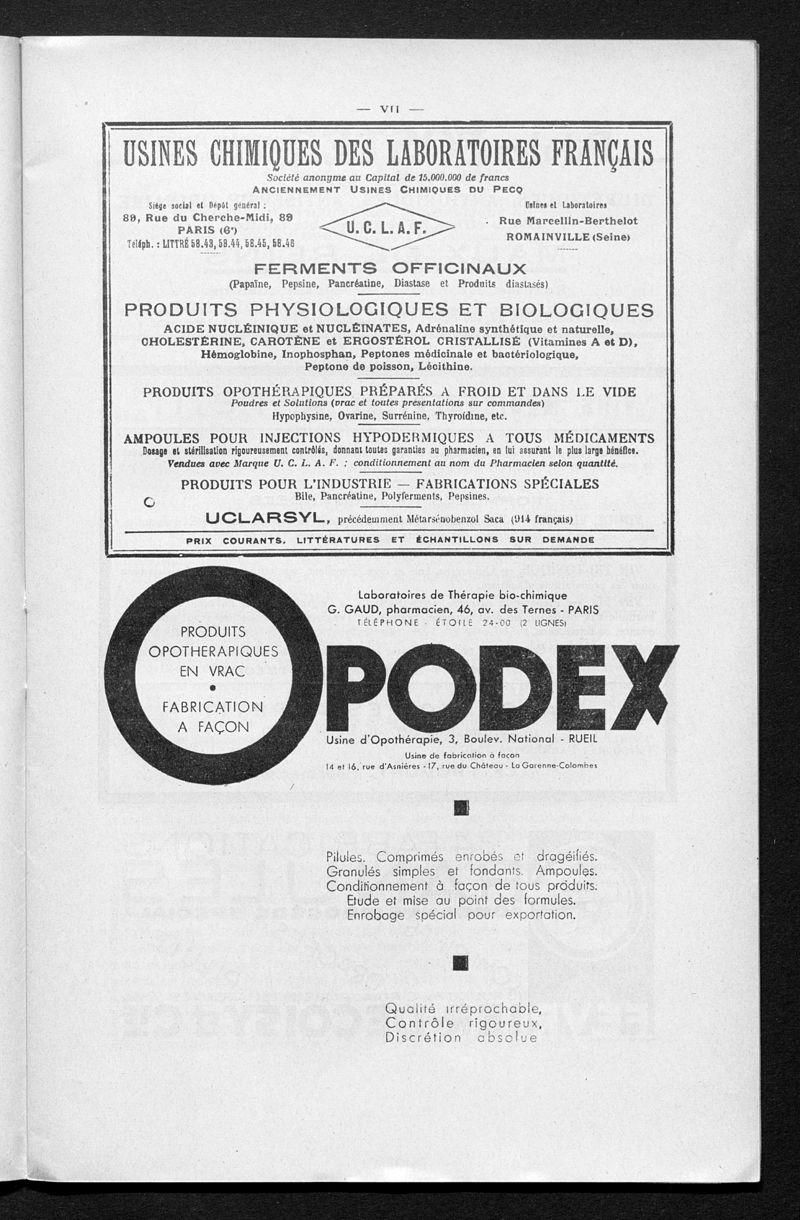 — VII —
USINES CHIMIQUES DES LABORATOIRES FRANÇAIS
Société anonyme au Capital de 15.000.000 de francs
ANCIENNEMENT USINES CHIMIQUES DU PECQ
Siège social et Dépôt général :
89, Rue du Cherche-Midi, 89
PARIS (6e)
Téléph. : LITTRÉ 58.43, 58.44, 58.45, 58.46
U. C. L. A. F.
Usines et Laboratoires
Rue Marcellin-Berthelot
ROMAINVILLE (Seine)
FERMENTS OFFICINAUX
(Papaïne, Pepsine, Pancréatine, Diastase et Produits diastasés)
PRODUITS PHYSIOLOGIQUES ET BIOLOGIQUES
ACIDE NUCLÉINIQUE et NUCLÉINATES, Adrénaline synthétique et naturelle,
CHOLESTÉRINE, CAROTÈNE et ERGOSTÉROL CRISTALLISÉ (Vitamines A et D),
Hémoglobine, Inophosphan, Peptones médicinale et bactériologique,
Peptone de poisson, Lécithine.
PRODUITS OPOTHÉRAPIQUES PRÉPARÉS A FROID ET DANS LE VIDE
Poudres et Solutions (vrac et toutes présentations sur commandes)
Hypophysine, Ovarine, Surrénine, Thyroïdine, etc.
AMPOULES POUR INJECTIONS HYPODERMIQUES A TOUS MÉDICAMENTS
Dosage et stérilisation rigoureusement contrôlés, donnant toutes garanties au pharmacien, en lui assurant le plus large bénéfice.
Vendues avec Marque U. C. L. A. F. ; conditionnement au nom du Pharmacien selon quantité.
PRODUITS POUR L'INDUSTRIE — FABRICATIONS SPÉCIALES
Bile, Pancréatine, Polyferments, Pepsines.
UCLARSYL, précédemment Métarsénobenzol Saca (914 français)
PRIX COURANTS, LITTÉRATURES ET ÉCHANTILLONS SUR DEMANDE
Laboratoires de Thérapie bio-chimique
G. GAUD, pharmacien, 46, av. des Ternes - PARIS
TÉLÉPHONE - ÉTOILE 24-00 (2 LIGNES)
PRODUITS
OPOTHERAPIQUES
EN VRAC
•
FABRICATION
A FAÇON
OPODEX
Usine d'Opothérapie, 3, Boulev. National - RUEIL
Usine de fabrication à façon
14 et 16, rue d'Asnières - 17, rue du Château - La Garenne-Colombes
Pilules. Comprimés enrobés et dragéifiés.
Granulés simples et fondants. Ampoules.
Conditionnement à façon de tous produits.
Etude et mise au point des formules.
Enrobage spécial pour exportation.
Qualité irréprochable,
Contrôle rigoureux,
Discrétion absolue